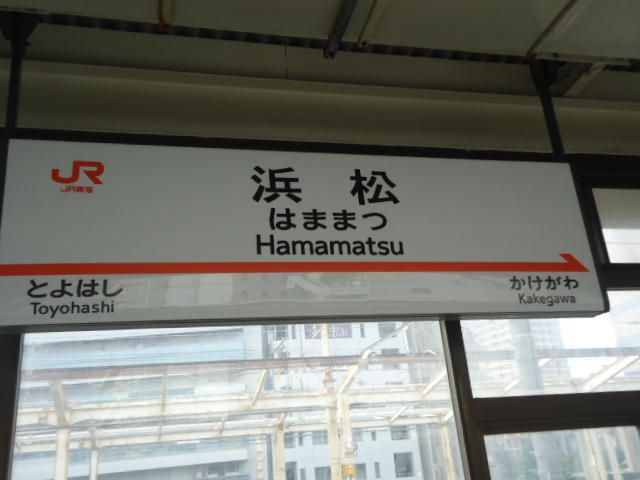 JR
JR東海
浜松
はままつ
Hamamatsu
とよはし
Toyohashi
かけがわ
Kakegawa